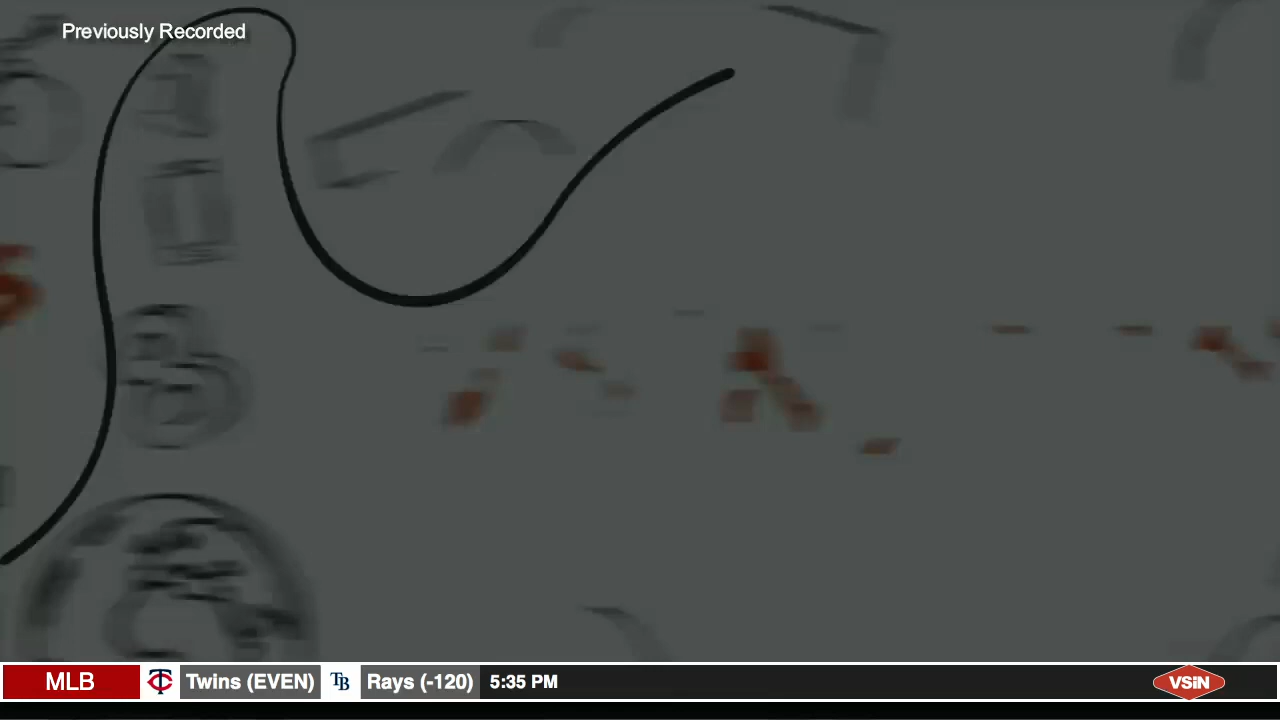 Previously Recorded
MLB Twins (EVEN) TB Rays (-120) 5:35 PM VSiN